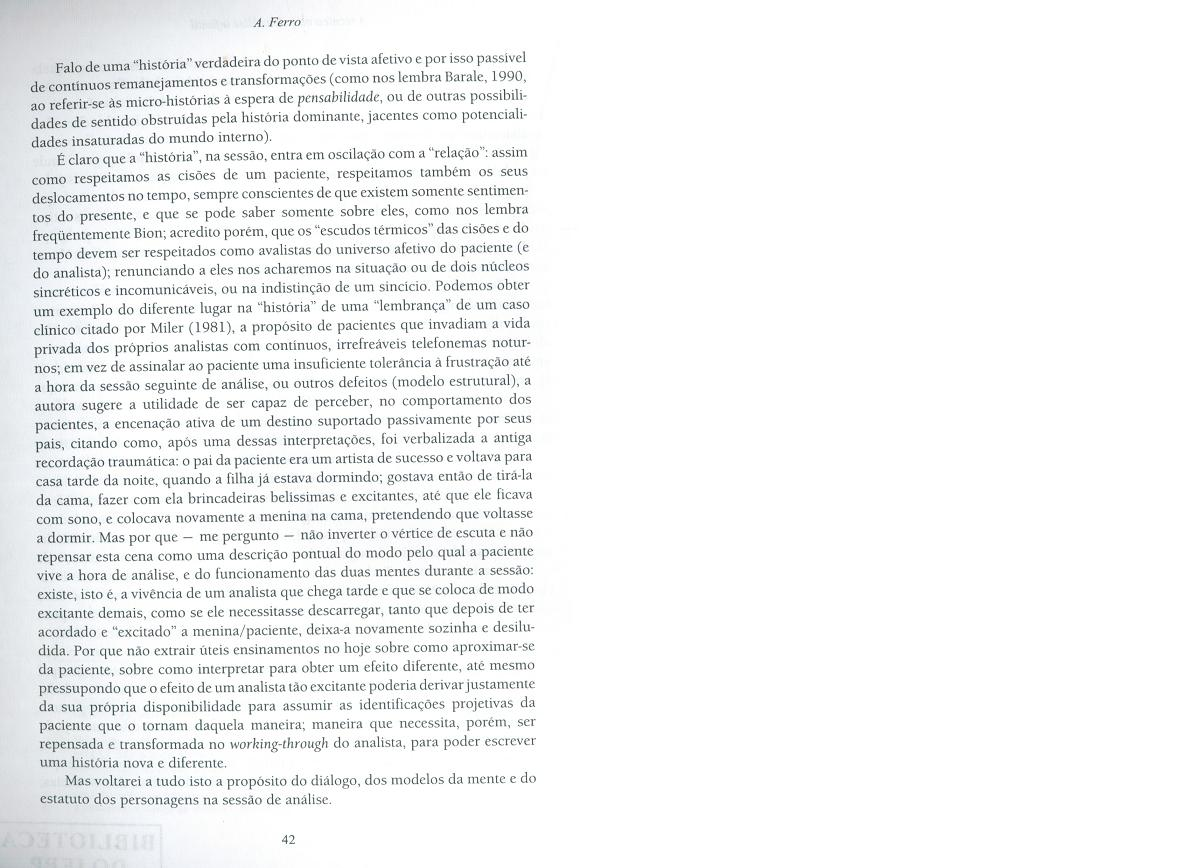 A. Ferro
Falo de uma “história” verdadeira do ponto de vista afetivo e por isso passível
de contínuos remanejamentos e transformações (como nos lembra Barale, 1990,
ao referir-se às micro-histórias à espera de pensabilidade, ou de outras possibili-
dades de sentido obstruídas pela história dominante, jacentes como potenciali-
dades insaturadas do mundo interno).
É claro que a “história”, na sessão, entra em oscilação com a “relação”: assim
como respeitamos as cisões de um paciente, respeitamos também os seus
deslocamentos no tempo, sempre conscientes de que existem somente sentimen-
tos do presente, e que se pode saber somente sobre eles, como nos lembra
freqüentemente Bion; acredito porém, que os “escudos térmicos” das cisões e do
tempo devem ser respeitados como avalistas do universo afetivo do paciente (e
do analista); renunciando a eles nos acharemos na situação ou de dois núcleos
sincréticos e incomunicáveis, ou na indistinção de um sincício. Podemos obter
um exemplo do diferente lugar na “história” de uma “lembrança” de um caso
clínico citado por Miler (1981), a propósito de pacientes que invadiam a vida
privada dos próprios analistas com contínuos, irrefreáveis telefonemas notur-
nos; em vez de assinalar ao paciente uma insuficiente tolerância à frustração até
a hora da sessão seguinte de análise, ou outros defeitos (modelo estrutural), a
autora sugere a utilidade de ser capaz de perceber, no comportamento dos
pacientes, a encenação ativa de um destino suportado passivamente por seus
pais, citando como, após uma dessas interpretações, foi verbalizada a antiga
recordação traumática: o pai da paciente era um artista de sucesso e voltava para
casa tarde da noite, quando a filha já estava dormindo; gostava então de tirá-la
da cama, fazer com ela brincadeiras belíssimas e excitantes, até que ele ficava
com sono, e colocava novamente a menina na cama, pretendendo que voltasse
a dormir. Mas por que — me pergunto — não inverter o vértice de escuta e não
repensar esta cena como uma descrição pontual do modo pelo qual a paciente
vive a hora de análise, e do funcionamento das duas mentes durante a sessão:
existe, isto é, a vivência de um analista que chega tarde e que se coloca de modo
excitante demais, como se ele necessitasse descarregar, tanto que depois de ter
acordado e “excitado” a menina/paciente, deixa-a novamente sozinha e desilu-
dida. Por que não extrair úteis ensinamentos no hoje sobre como aproximar-se
da paciente, sobre como interpretar para obter um efeito diferente, até mesmo
pressupondo que o efeito de um analista tão excitante poderia derivar justamente
da sua própria disponibilidade para assumir as identificações projetivas da
paciente que o tornam daquela maneira; maneira que necessita, porém, ser
repensada e transformada no working-through do analista, para poder escrever
uma história nova e diferente.
Mas voltarei a tudo isto a propósito do diálogo, dos modelos da mente e do
estatuto dos personagens na sessão de análise.
42
BIBLIOTECA